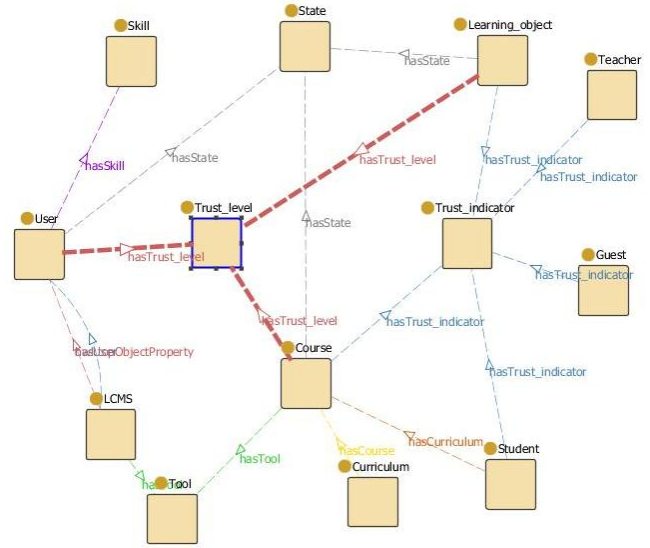 State
Learning_object
Skill
hasState
Teacher
hasState
hasTrust_level
hasTrust_indicator
hasSkill
hasTrust_indicator
Trust_level
Trust_indicator
User
hasState
hasTrust_level
Guest
hasTrust_indicator
hasTrust_level
hasTrust_indicator
Course
hasTrust_indicator
LCMS
hasCurriculum
hasCourse
Student
hasTool
Curriculum
Tool